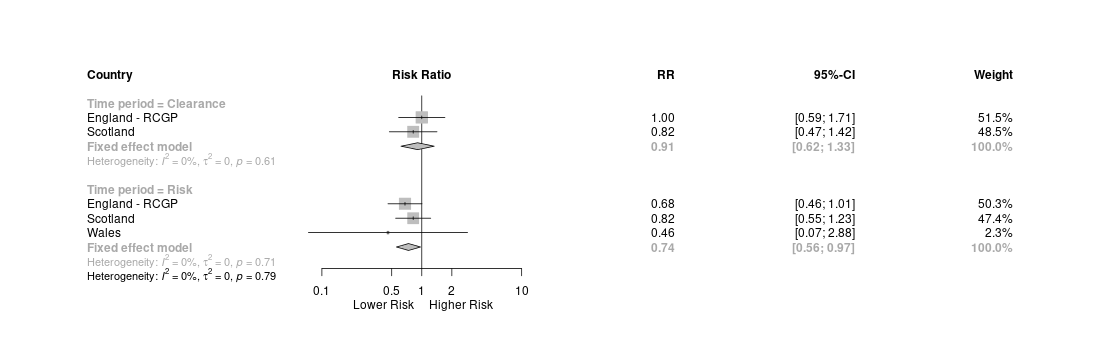 Country Risk Ratio RR 95%-CI Weight
Time period = Clearance
England - RCGP 1.00 [0.59; 1.71] 51.5%
Scotland 0.82 [0.47; 1.42] 48.5%
Fixed effect model 0.91 [0.62; 1.33] 100.0%
Heterogeneity: I² = 0%, τ² = 0, p = 0.61
Time period = Risk
England - RCGP 0.68 [0.46; 1.01] 50.3%
Scotland 0.82 [0.55; 1.23] 47.4%
Wales 0.46 [0.07; 2.88] 2.3%
Fixed effect model 0.74 [0.56; 0.97] 100.0%
Heterogeneity: I² = 0%, τ² = 0, p = 0.71
Heterogeneity: I² = 0%, τ² = 0, p = 0.79
0.1 0.5 1 2 10
Lower Risk Higher Risk